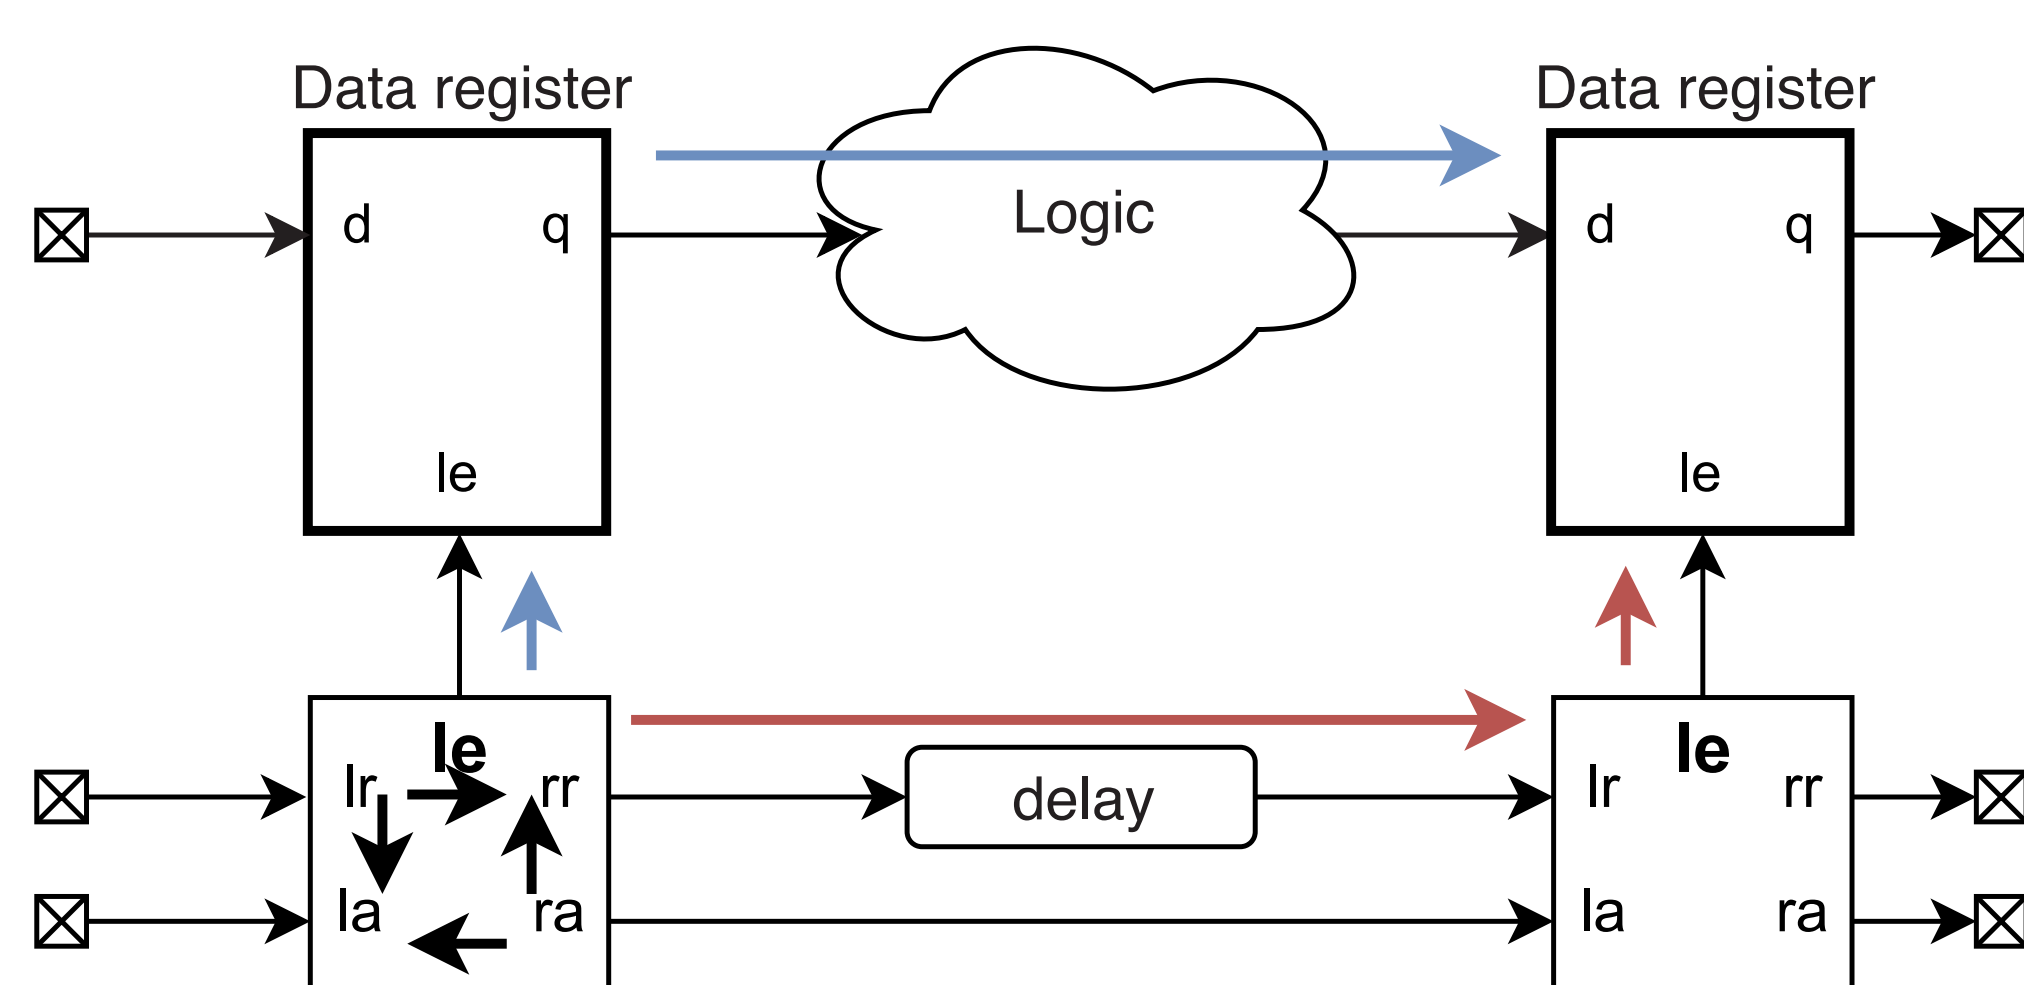 Data register
Data register
d
q
Logic
d
q
le
le
le
le
lr
rr
delay
lr
rr
la
ra
la
ra